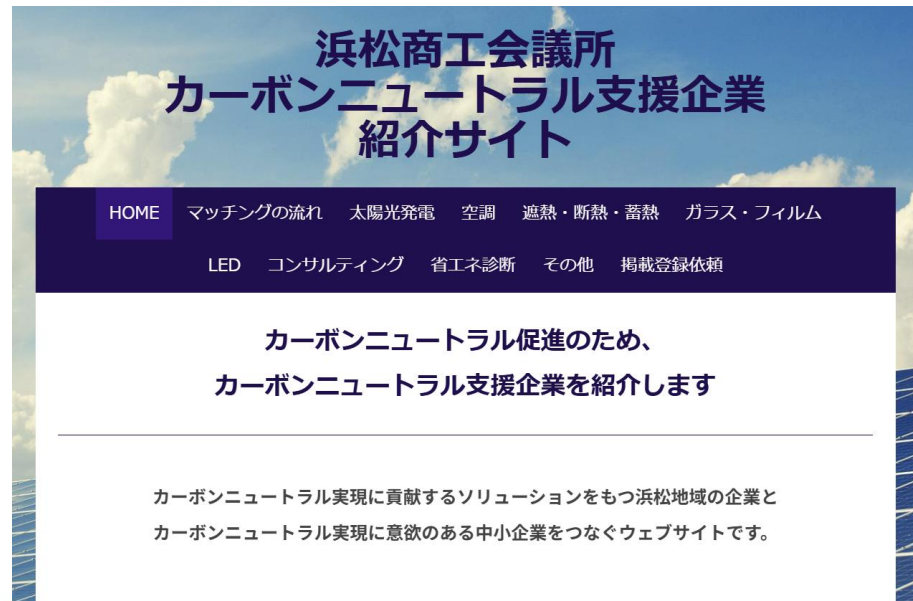 浜松商工会議所
カーボンニュートラル支援企業
紹介サイト
HOME マッチングの流れ 太陽光発電 空調 遮熱・断熱・蓄熱 ガラス・フィルム
LED コンサルティング 省エネ診断 その他 掲載登録依頼
カーボンニュートラル促進のため、
カーボンニュートラル支援企業を紹介します
カーボンニュートラル実現に貢献するソリューションをもつ浜松地域の企業と
カーボンニュートラル実現に意欲のある中小企業をつなぐウェブサイトです。